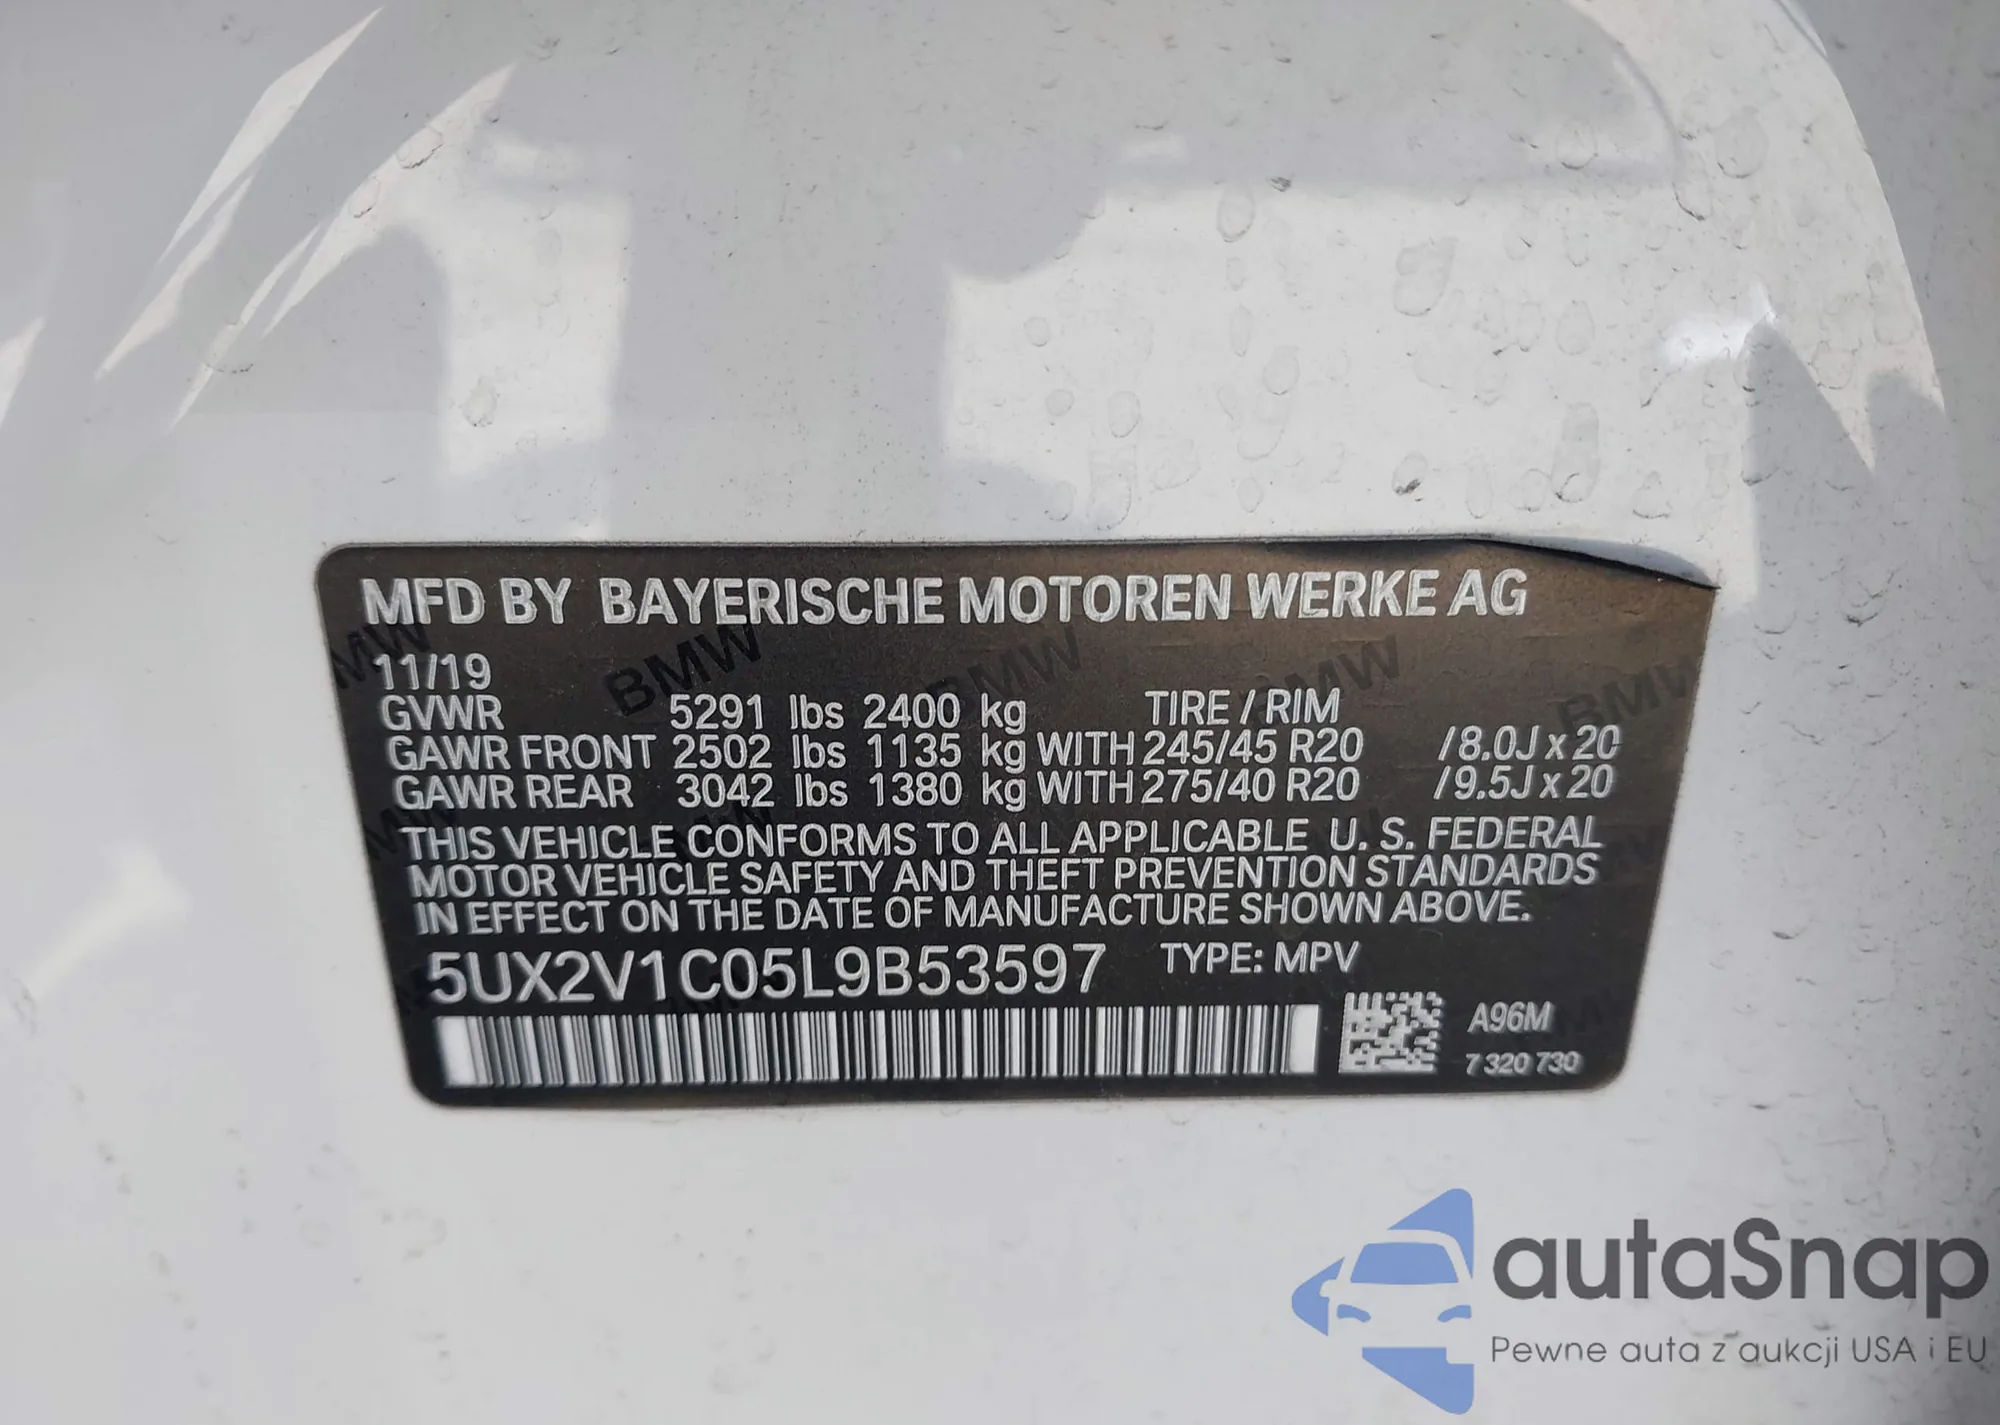 MFD BY BAYERISCHE MOTOREN WERKE AG
11/19
GVWR 5291 lbs 2400 kg TIRE / RIM
GAWR FRONT 2502 lbs 1135 kg WITH 245/45 R20 /8.0J x 20
GAWR REAR 3042 lbs 1380 kg WITH 275/40 R20 /9.5J x 20
THIS VEHICLE CONFORMS TO ALL APPLICABLE U. S. FEDERAL
MOTOR VEHICLE SAFETY AND THEFT PREVENTION STANDARDS
IN EFFECT ON THE DATE OF MANUFACTURE SHOWN ABOVE.
5UX2V1C05L9B53597 TYPE: MPV
A96M
7 320 730
autaSnap
Pewne auta z aukcji USA i EU